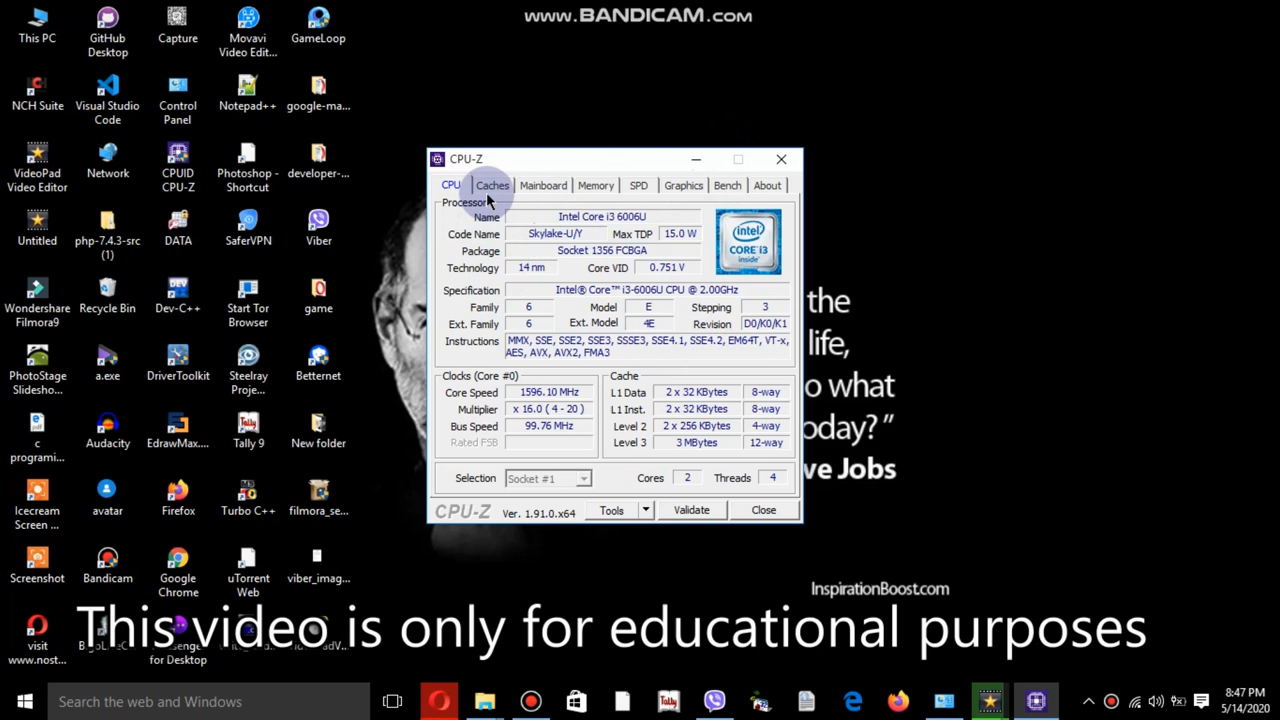 www.BANDICAM.com
This PC
GitHub
Desktop
Capture
Movavi
Video Edit...
GameLoop
NCH Suite
Visual Studio
Code
Control
Panel
Notepad++
google-ma...
VideoPad
Video Editor
Network
CPUID
CPU-Z
Photoshop -
Shortcut
developer-...
Untitled
php-7.4.3-src
(1)
DATA
SaferVPN
Viber
Wondershare
Filmora9
Recycle Bin
Dev-C++
Start Tor
Browser
game
PhotoStage
Slidesho...
a.exe
DriverToolkit
Steelray
Proje...
Betternet
c
programi...
Audacity
EdrawMax...
Tally 9
New folder
Icecream
Screen ...
avatar
Firefox
Turbo C++
filmora_se...
Screenshot
Bandicam
Google
Chrome
uTorrent
Web
viber_imag...
visit
www.nost...
for Desktop
CPU-Z
CPU
Caches
Mainboard
Memory
SPD
Graphics
Bench
About
Processor
Name
Intel Core i3 6006U
Code Name
Skylake-U/Y
Max TDP
15.0 W
Package
Socket 1356 FCBGA
Technology
14 nm
Core VID
0.751 V
intel
CORE i3
inside
Specification
Intel® Core™ i3-6006U CPU @ 2.00GHz
Family
6
Model
E
Stepping
3
Ext. Family
6
Ext. Model
4E
Revision
D0/K0/K1
Instructions
MMX, SSE, SSE2, SSE3, SSSE3, SSE4.1, SSE4.2, EM64T, VT-x,
AES, AVX, AVX2, FMA3
Clocks (Core #0)
Core Speed
1596.10 MHz
Multiplier
x 16.0 ( 4 - 20 )
Bus Speed
99.76 MHz
Rated FSB
Cache
L1 Data
2 x 32 KBytes
8-way
L1 Inst.
2 x 32 KBytes
8-way
Level 2
2 x 256 KBytes
4-way
Level 3
3 MBytes
12-way
Selection
Socket #1
Cores
2
Threads
4
CPU-Z
Ver. 1.91.0.x64
Tools
Validate
Close
the
life,
o what
oday?”
ve Jobs
InspirationBoost.com
This video is only for educational purposes
Search the web and Windows
Tally
8:47 PM
5/14/2020